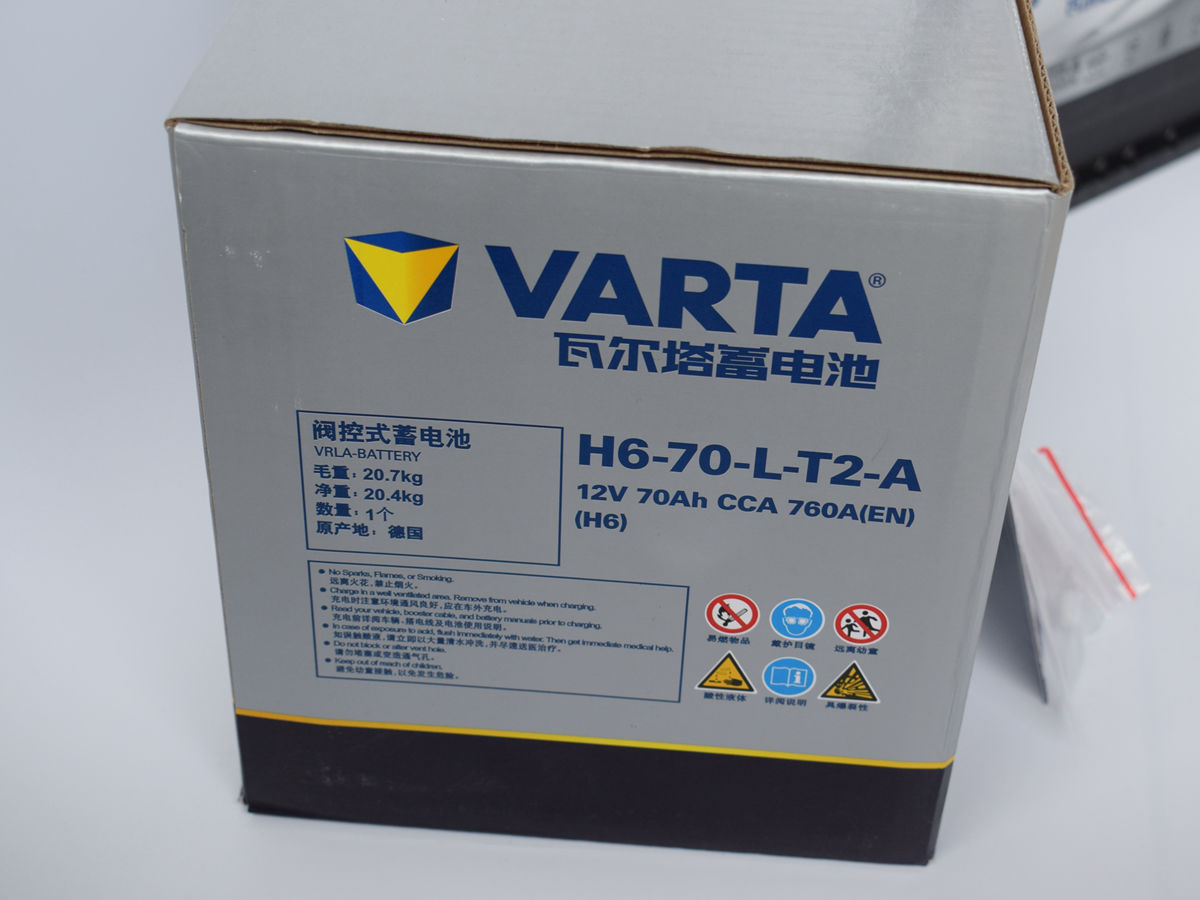 VARTA®
瓦尔塔蓄电池
阀控式蓄电池
VRLA-BATTERY
毛重：20.7kg
净重：20.4kg
数量：1个
原产地：德国
H6-70-L-T2-A
12V 70Ah CCA 760A(EN)
(H6)
No Sparks, Flames, or Smoking.
远离火花，禁止烟火。
Charge in a well ventilated area. Remove from vehicle when charging.
充电时注意环境通风良好，应在车外充电。
Read your vehicle, booster cable, and battery manuals prior to charging.
充电前详阅车辆，搭电线及电池使用说明。
In case of exposure to acid, flush immediately with water. Then get immediate medical help.
如误触酸液，请立即以大量清水冲洗，并尽速送医治疗。
Do not block or alter vent hole.
请勿堵塞或变造通气孔。
Keep out of reach of children.
避免幼童接触，以免发生危险。
易燃物品 戴护目镜 远离幼童
酸性液体 详阅说明 具爆裂性